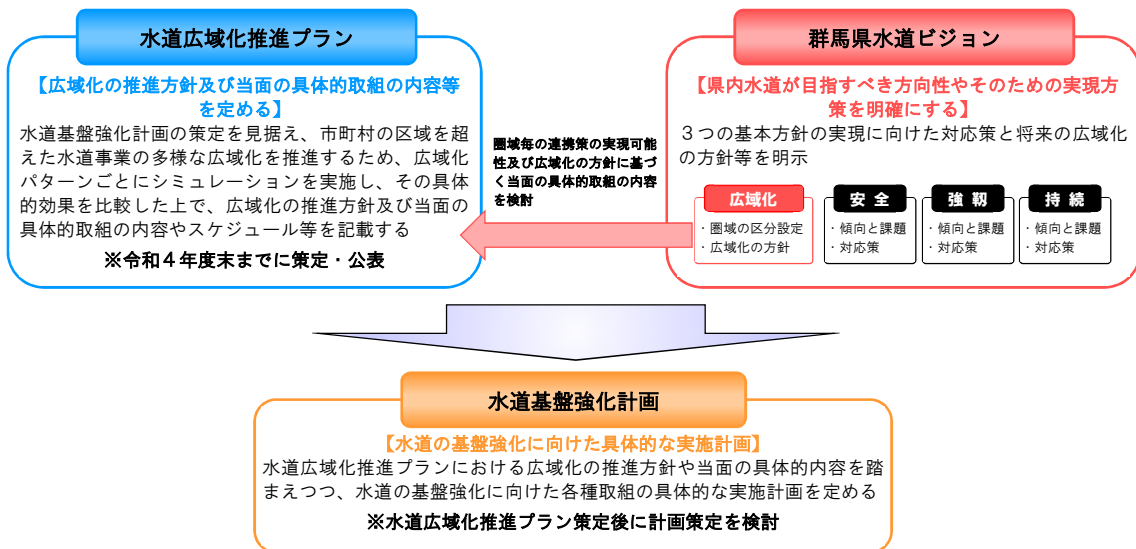 水道広域化推進プラン
【広域化の推進方針及び当面の具体的取組の内容等
を定める】
水道基盤強化計画の策定を見据え、市町村の区域を超
えた水道事業の多様な広域化を推進するため、広域化
パターンごとにシミュレーションを実施し、その具体
的効果を比較した上で、広域化の推進方針及び当面の
具体的取組の内容やスケジュール等を記載する
※令和４年度末までに策定・公表
圏域毎の連携策の実現可能
性及び広域化の方針に基づ
く当面の具体的取組の内容
を検討
群馬県水道ビジョン
【県内水道が目指すべき方向性やそのための実現方
策を明確にする】
３つの基本方針の実現に向けた対応策と将来の広域化
の方針等を明示
広域化
・圏域の区分設定
・広域化の方針
安 全
・傾向と課題
・対応策
強 靭
・傾向と課題
・対応策
持 続
・傾向と課題
・対応策
水道基盤強化計画
【水道の基盤強化に向けた具体的な実施計画】
水道広域化推進プランにおける広域化の推進方針や当面の具体的内容を踏
まえつつ、水道の基盤強化に向けた各種取組の具体的な実施計画を定める
※水道広域化推進プラン策定後に計画策定を検討